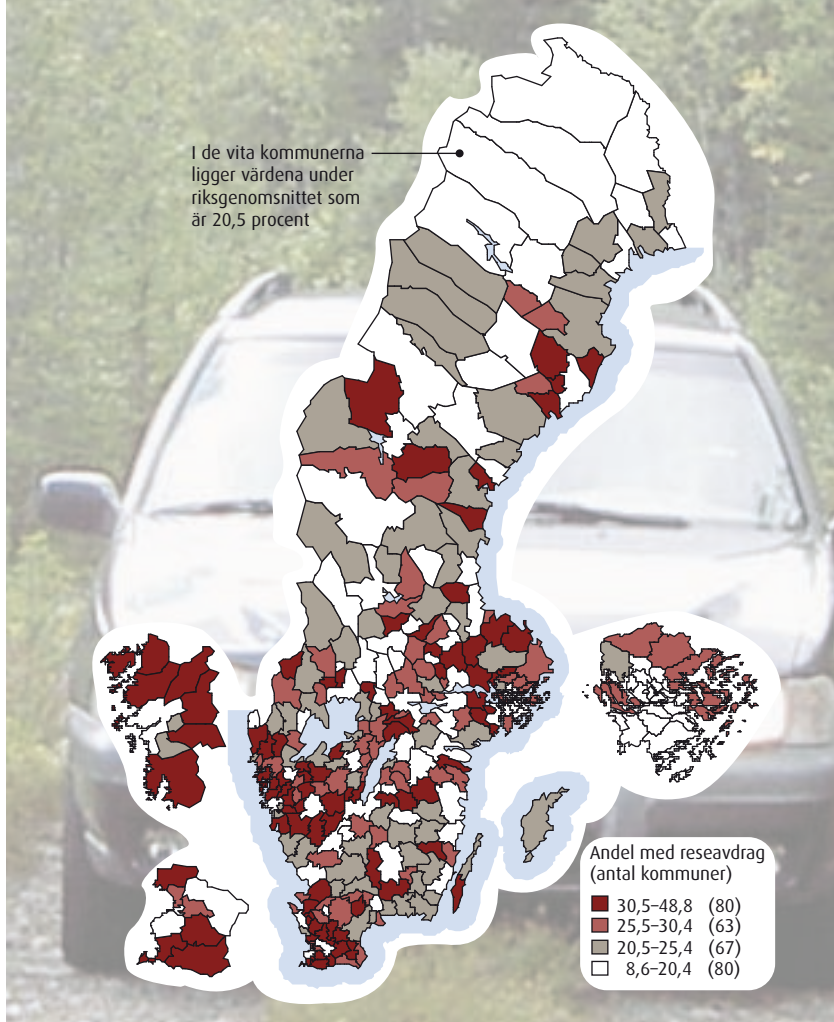 I de vita kommunerna
ligger värdena under
riksgenomsnittet som
är 20,5 procent
Andel med reseavdrag
(antal kommuner)
30,5–48,8 (80)
25,5–30,4 (63)
20,5–25,4 (67)
8,6–20,4 (80)